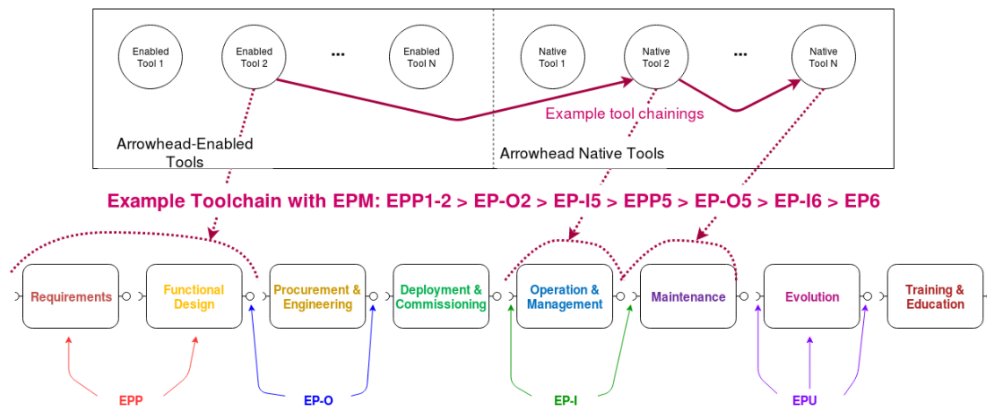 Enabled
Tool 1
Enabled
Tool 2
...
Enabled
Tool N
Native
Tool 1
Native
Tool 2
...
Native
Tool N
Example tool chainings
Arrowhead-Enabled
Tools
Arrowhead Native Tools
Example Toolchain with EPM: EPP1-2 > EP-O2 > EP-I5 > EPP5 > EP-O5 > EP-I6 > EP6
Requirements
Functional
Design
Procurement &
Engineering
Deployment &
Commissioning
Operation &
Management
Maintenance
Evolution
Training &
Education
EPP
EP-O
EP-I
EPU